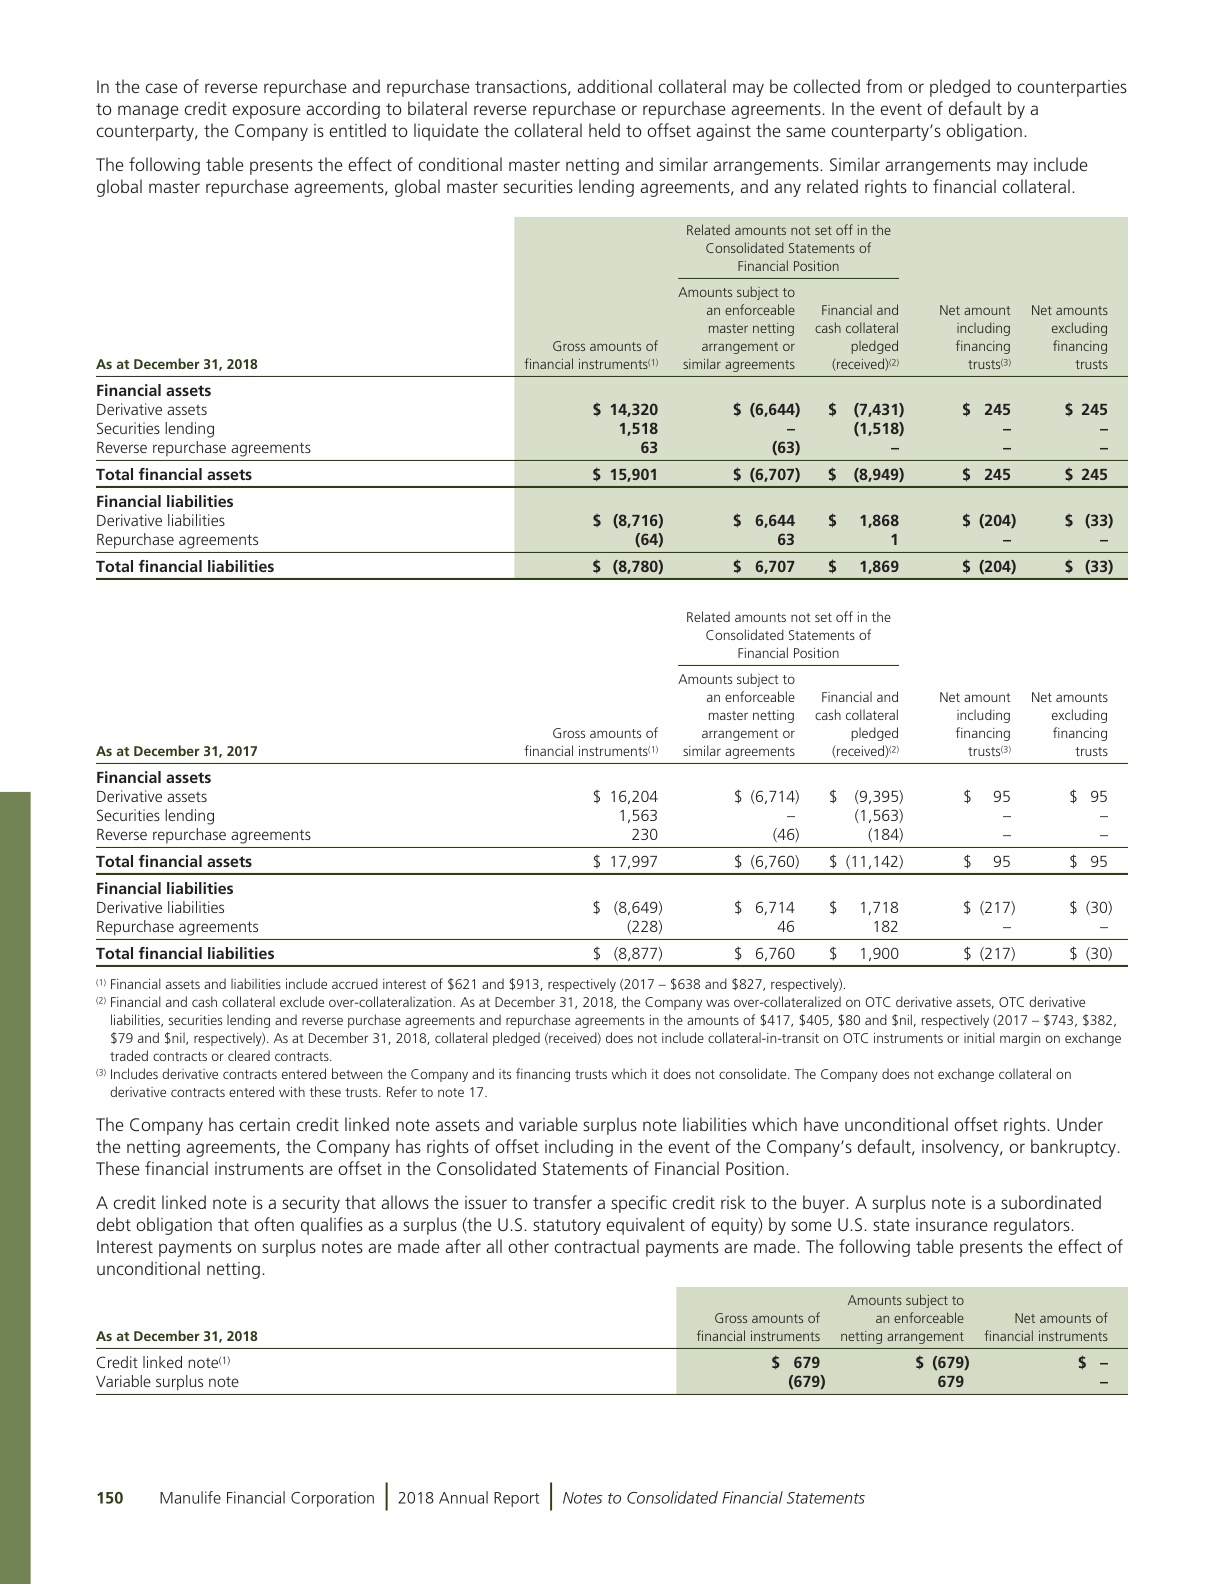 In the case of reverse repurchase and repurchase transactions, additional collateral may be collected from or pledged to counterparties
to manage credit exposure according to bilateral reverse repurchase or repurchase agreements. In the event of default by a
counterparty, the Company is entitled to liquidate the collateral held to offset against the same counterparty’s obligation.
The following table presents the effect of conditional master netting and similar arrangements. Similar arrangements may include
global master repurchase agreements, global master securities lending agreements, and any related rights to financial collateral.
Related amounts not set off in the
Consolidated Statements of
Financial Position
Amounts subject to
an enforceable Financial and Net amount Net amounts
master netting cash collateral including excluding
Gross amounts of arrangement or pledged financing financing
As at December 31, 2018 financial instruments(1) similar agreements (received)(2) trusts(3) trusts
Financial assets
Derivative assets $ 14,320 $ (6,644) $ (7,431) $ 245 $ 245
Securities lending 1,518 – (1,518) – –
Reverse repurchase agreements 63 (63) – – –
Total financial assets $ 15,901 $ (6,707) $ (8,949) $ 245 $ 245
Financial liabilities
Derivative liabilities $ (8,716) $ 6,644 $ 1,868 $ (204) $ (33)
Repurchase agreements (64) 63 1 – –
Total financial liabilities $ (8,780) $ 6,707 $ 1,869 $ (204) $ (33)
Related amounts not set off in the
Consolidated Statements of
Financial Position
Amounts subject to
an enforceable Financial and Net amount Net amounts
master netting cash collateral including excluding
Gross amounts of arrangement or pledged financing financing
As at December 31, 2017 financial instruments(1) similar agreements (received)(2) trusts(3) trusts
Financial assets
Derivative assets $ 16,204 $ (6,714) $ (9,395) $ 95 $ 95
Securities lending 1,563 – (1,563) – –
Reverse repurchase agreements 230 (46) (184) – –
Total financial assets $ 17,997 $ (6,760) $ (11,142) $ 95 $ 95
Financial liabilities
Derivative liabilities $ (8,649) $ 6,714 $ 1,718 $ (217) $ (30)
Repurchase agreements (228) 46 182 – –
Total financial liabilities $ (8,877) $ 6,760 $ 1,900 $ (217) $ (30)
(1) Financial assets and liabilities include accrued interest of $621 and $913, respectively (2017 – $638 and $827, respectively).
(2) Financial and cash collateral exclude over-collateralization. As at December 31, 2018, the Company was over-collateralized on OTC derivative assets, OTC derivative
liabilities, securities lending and reverse purchase agreements and repurchase agreements in the amounts of $417, $405, $80 and $nil, respectively (2017 – $743, $382,
$79 and $nil, respectively). As at December 31, 2018, collateral pledged (received) does not include collateral-in-transit on OTC instruments or initial margin on exchange
traded contracts or cleared contracts.
(3) Includes derivative contracts entered between the Company and its financing trusts which it does not consolidate. The Company does not exchange collateral on
derivative contracts entered with these trusts. Refer to note 17.
The Company has certain credit linked note assets and variable surplus note liabilities which have unconditional offset rights. Under
the netting agreements, the Company has rights of offset including in the event of the Company’s default, insolvency, or bankruptcy.
These financial instruments are offset in the Consolidated Statements of Financial Position.
A credit linked note is a security that allows the issuer to transfer a specific credit risk to the buyer. A surplus note is a subordinated
debt obligation that often qualifies as a surplus (the U.S. statutory equivalent of equity) by some U.S. state insurance regulators.
Interest payments on surplus notes are made after all other contractual payments are made. The following table presents the effect of
unconditional netting.
Amounts subject to
Gross amounts of an enforceable Net amounts of
As at December 31, 2018 financial instruments netting arrangement financial instruments
Credit linked note(1) $ 679 $ (679) $ –
Variable surplus note (679) 679 –
150 Manulife Financial Corporation | 2018 Annual Report | Notes to Consolidated Financial Statements